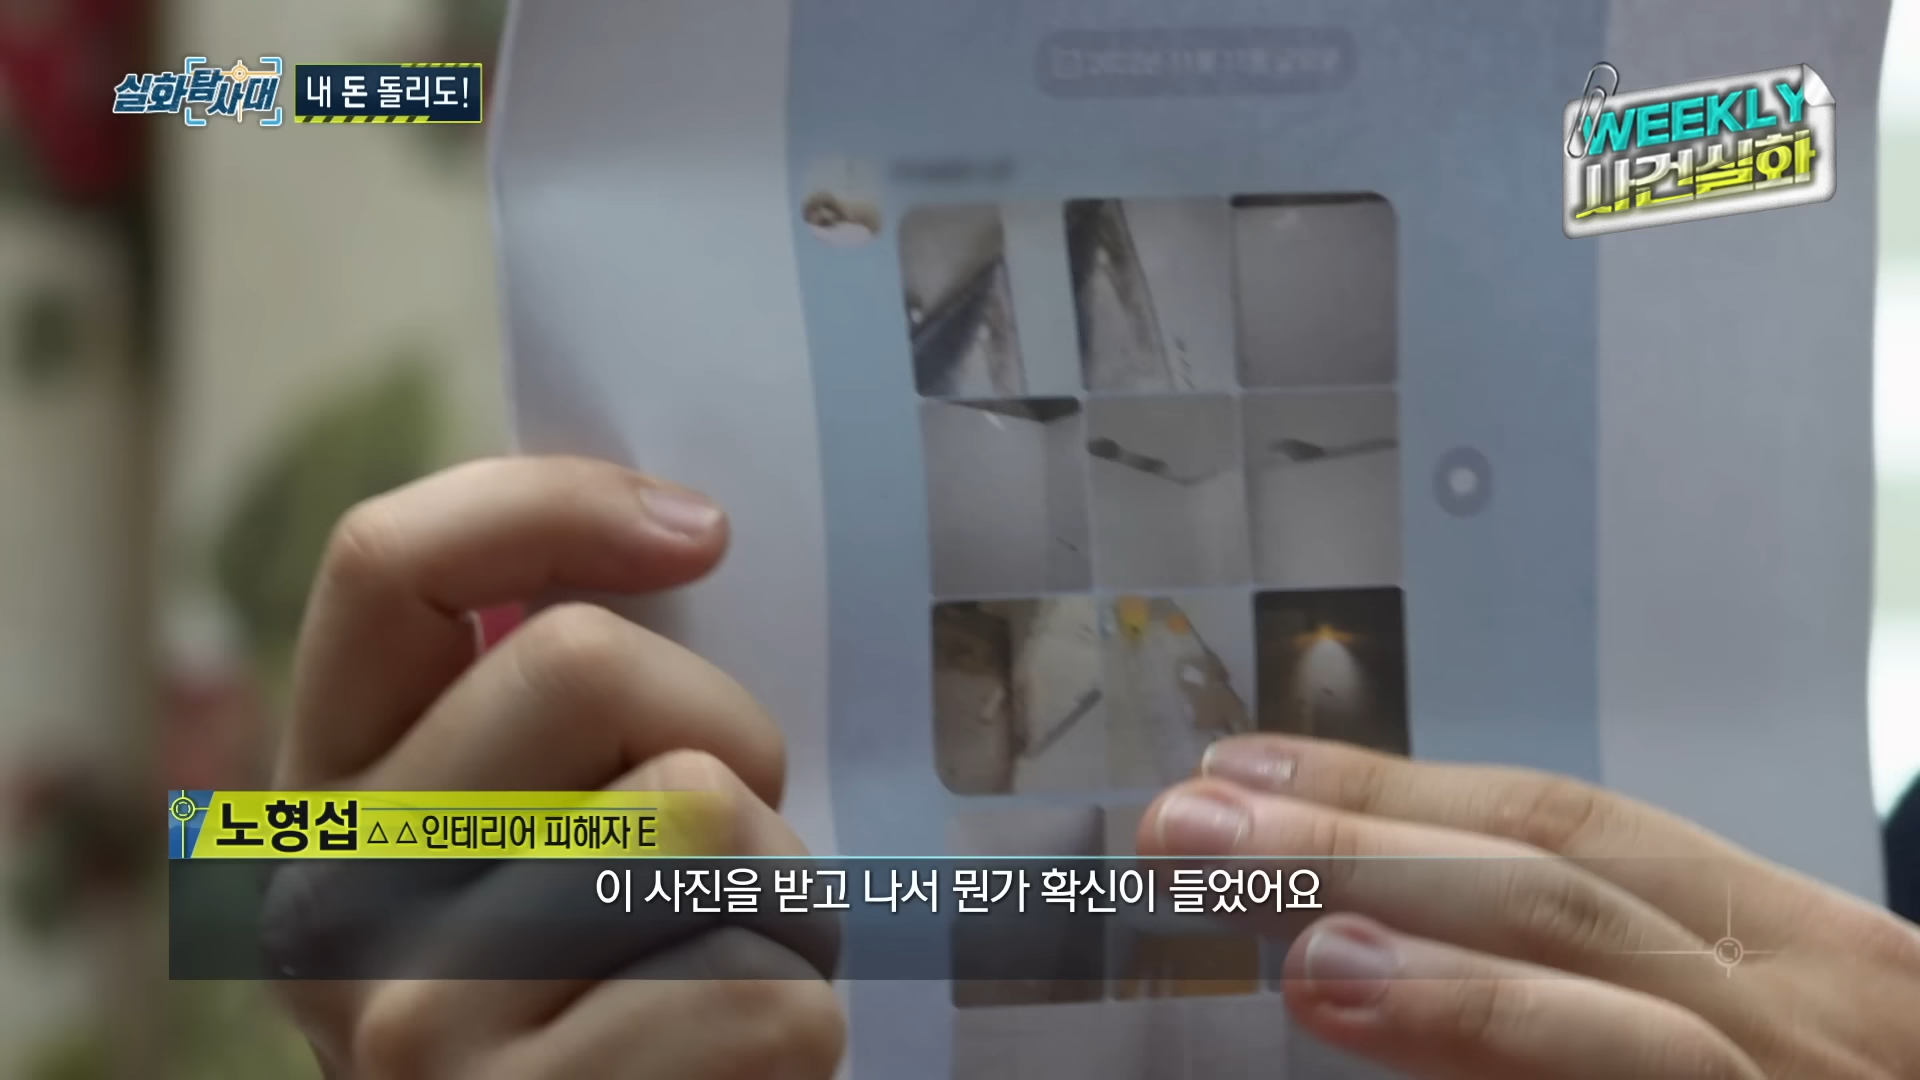 실화탐사대
내 돈 돌리도!
WEEKLY
사건실화
노형섭 △△인테리어 피해자 E
이 사진을 받고 나서 뭔가 확신이 들었어요